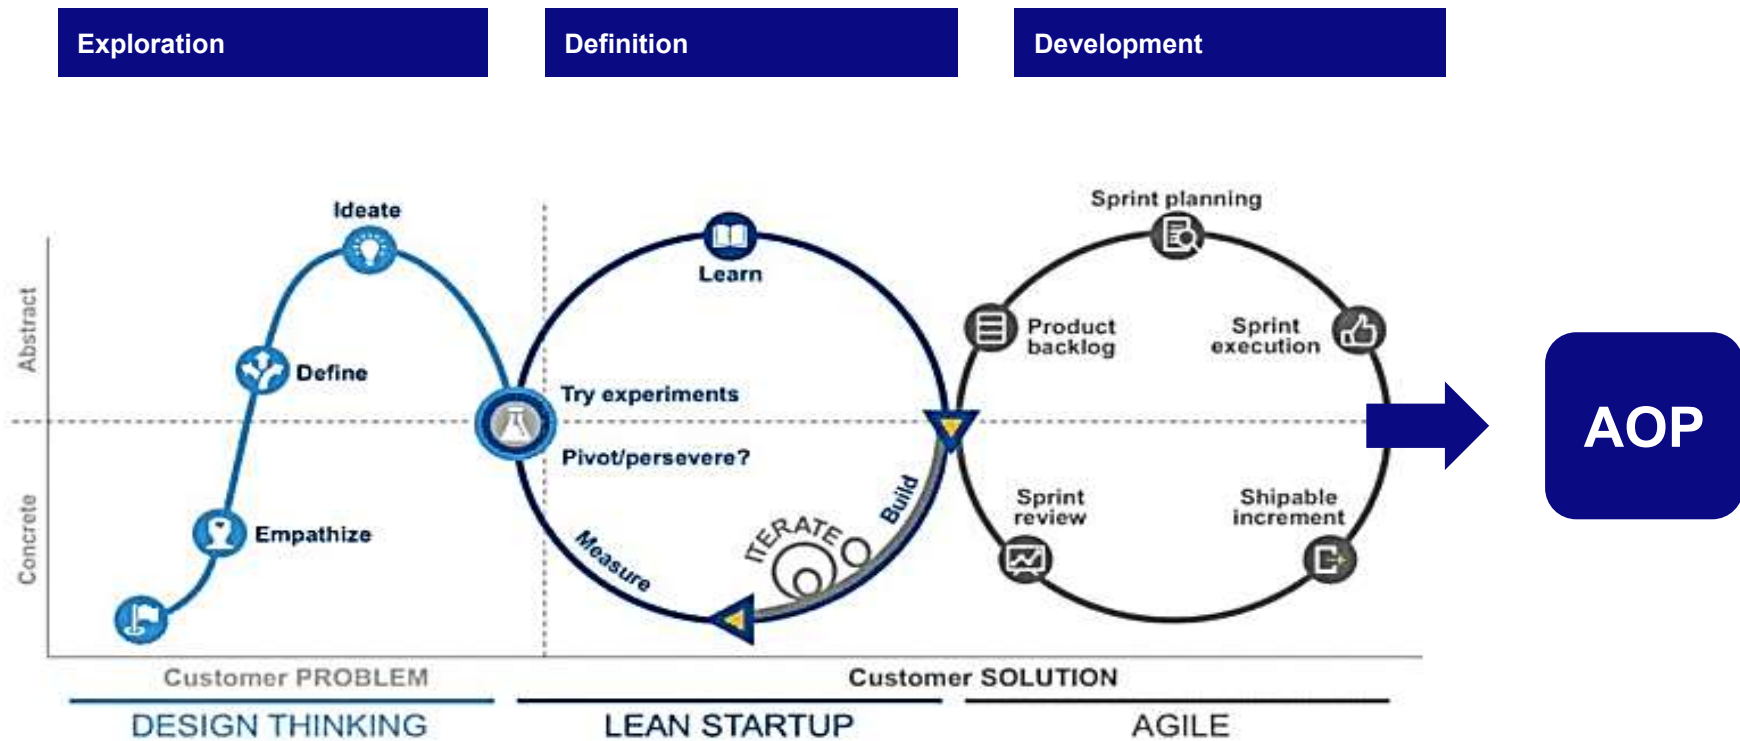 Exploration
Definition
Development
Abstract
Concrete
Ideate
Define
Empathize
Learn
Try experiments
Pivot/persevere?
Measure
ITERATE
Build
Sprint planning
Product
backlog
Sprint
execution
Sprint
review
Shipable
increment
AOP
Customer PROBLEM
Customer SOLUTION
DESIGN THINKING
LEAN STARTUP
AGILE